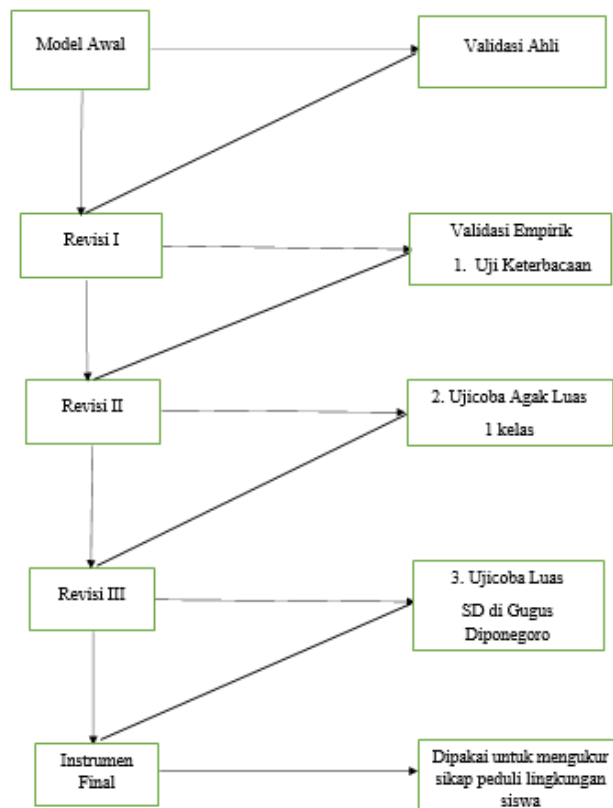 Model Awal
Validasi Ahli
Revisi I
Validasi Empirik
1. Uji Keterbacaan
Revisi II
2. Ujicoba Agak Luas
1 kelas
Revisi III
3. Ujicoba Luas
SD di Gugus
Diponegoro
Instrumen
Final
Dipakai untuk mengukur
sikap peduli lingkungan
siswa